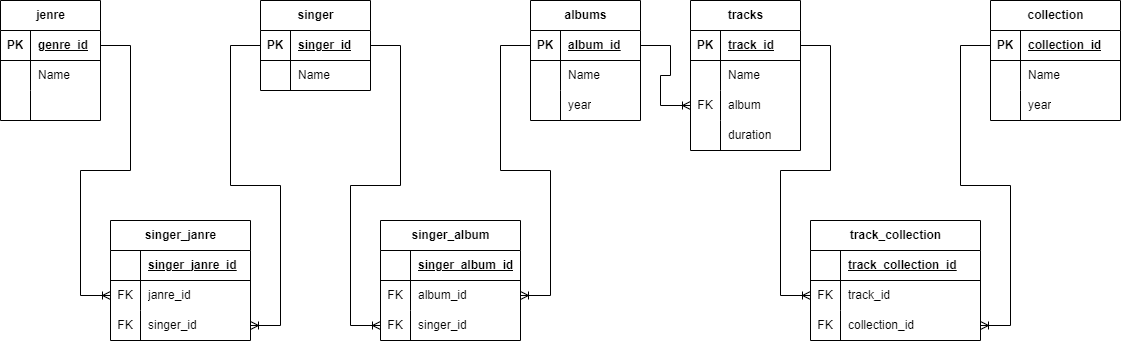 jenre
PK genre_id
Name
singer
PK singer_id
Name
albums
PK album_id
Name
year
tracks
PK track_id
Name
FK album
duration
collection
PK collection_id
Name
year
singer_janre
singer_janre_id
FK janre_id
FK singer_id
singer_album
singer_album_id
FK album_id
FK singer_id
track_collection
track_collection_id
FK track_id
FK collection_id